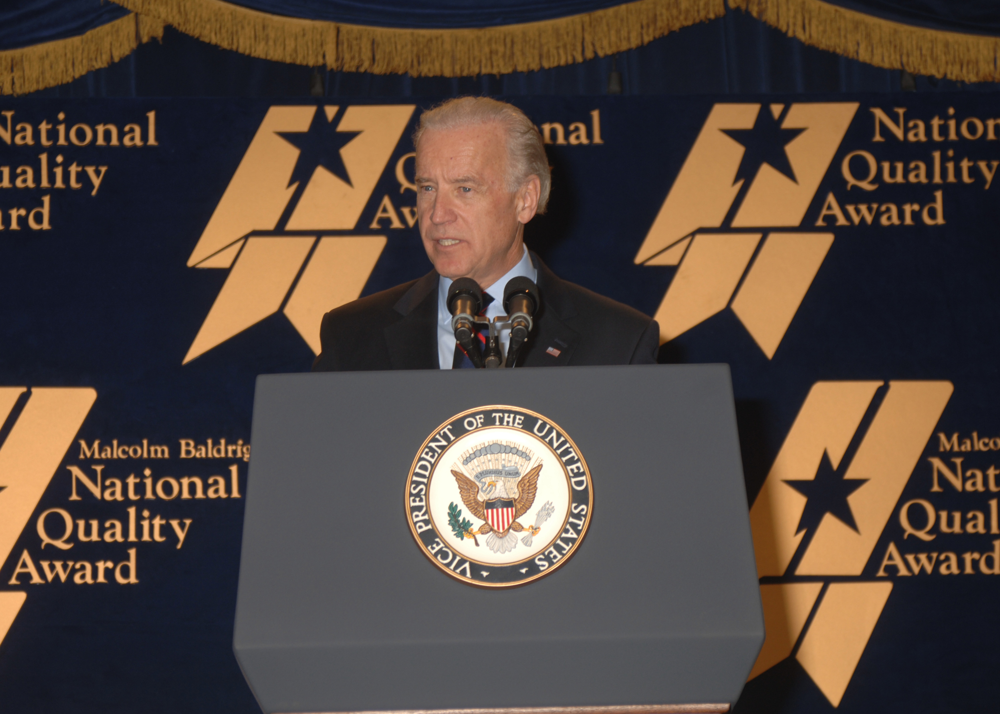 National
uality
ard
nal
Q
Aw
Nation
Quality
Award
Malcolm Baldrig
National
Quality
Award
VICE PRESIDENT OF THE UNITED STATES
E PLURIBUS UNUM
Malco
Nat
Qual
Award